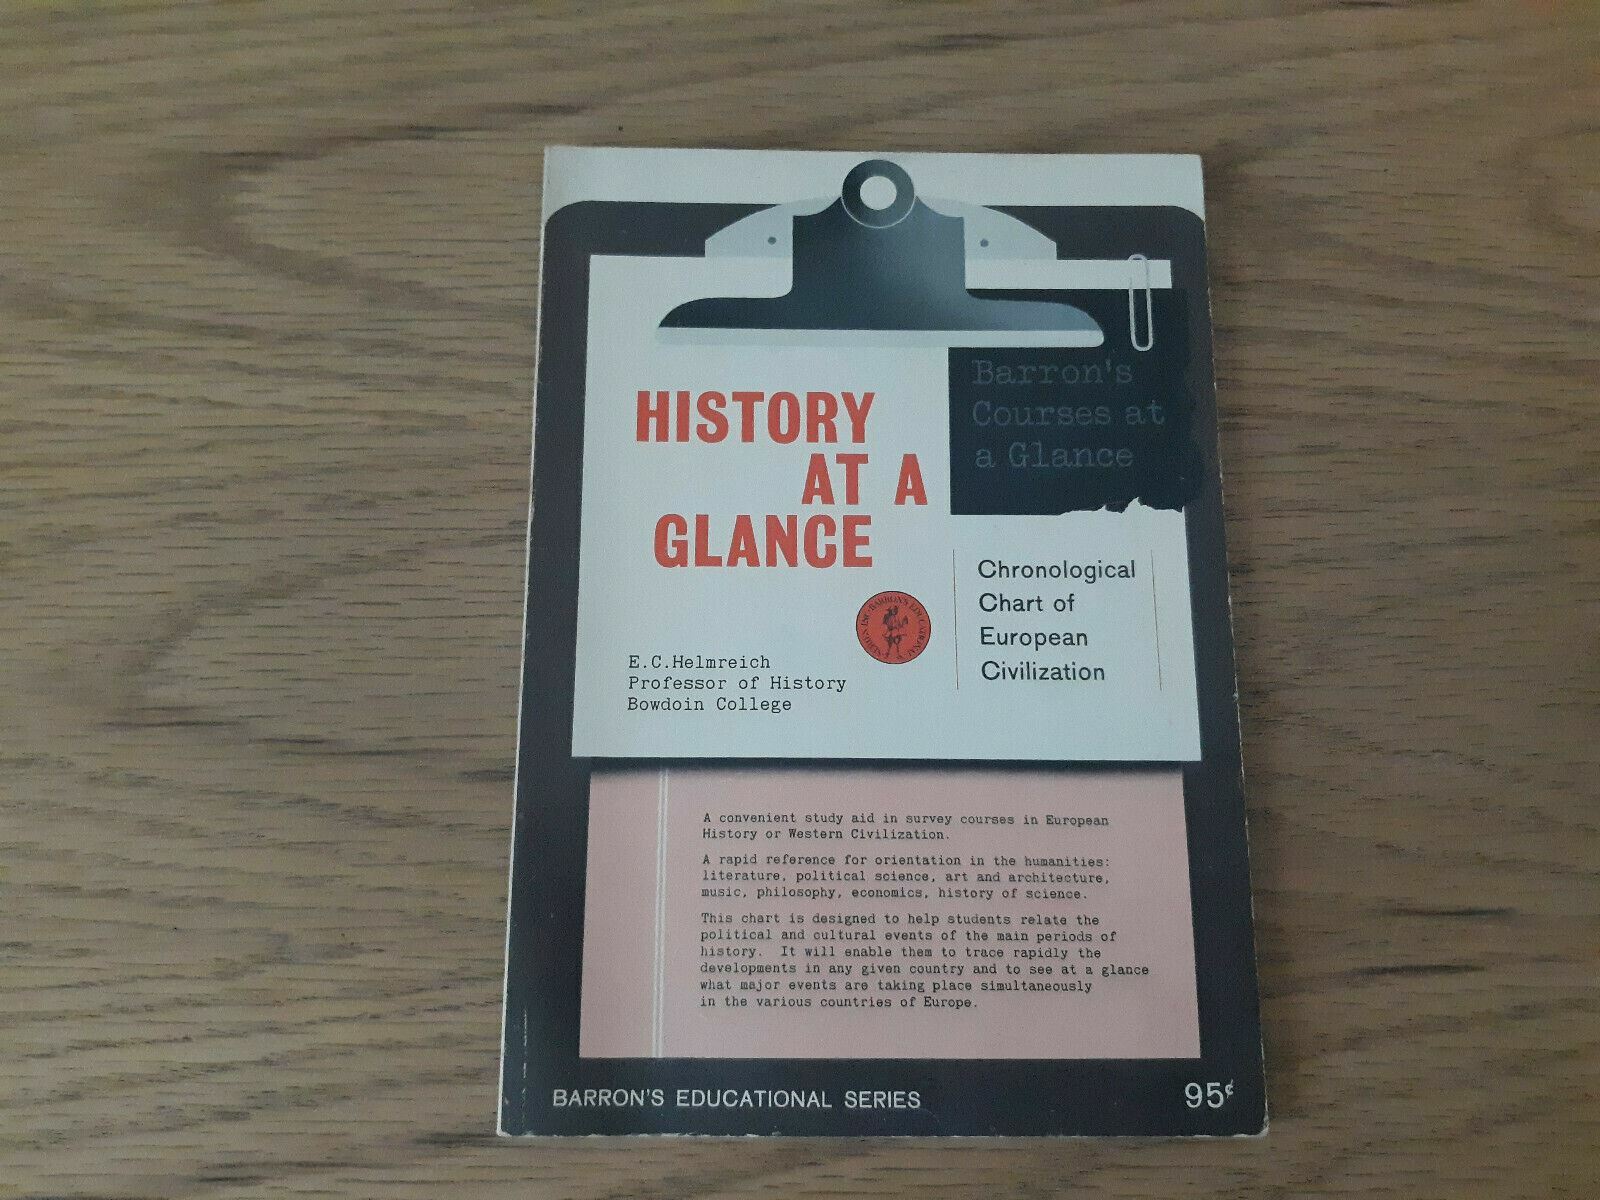 Barron's
Courses at
a Glance
HISTORY
AT A
GLANCE
Chronological
Chart of
European
Civilization
BARRON'S EDUCATIONAL SERIES INC
E.C.Helmreich
Professor of History
Bowdoin College
A convenient study aid in survey courses in European
History or Western Civilization.
A rapid reference for orientation in the humanities:
literature, political science, art and architecture,
music, philosophy, economics, history of science.
This chart is designed to help students relate the
political and cultural events of the main periods of
history. It will enable them to trace rapidly the
developments in any given country and to see at a glance
what major events are taking place simultaneously
in the various countries of Europe.
BARRON'S EDUCATIONAL SERIES
95¢